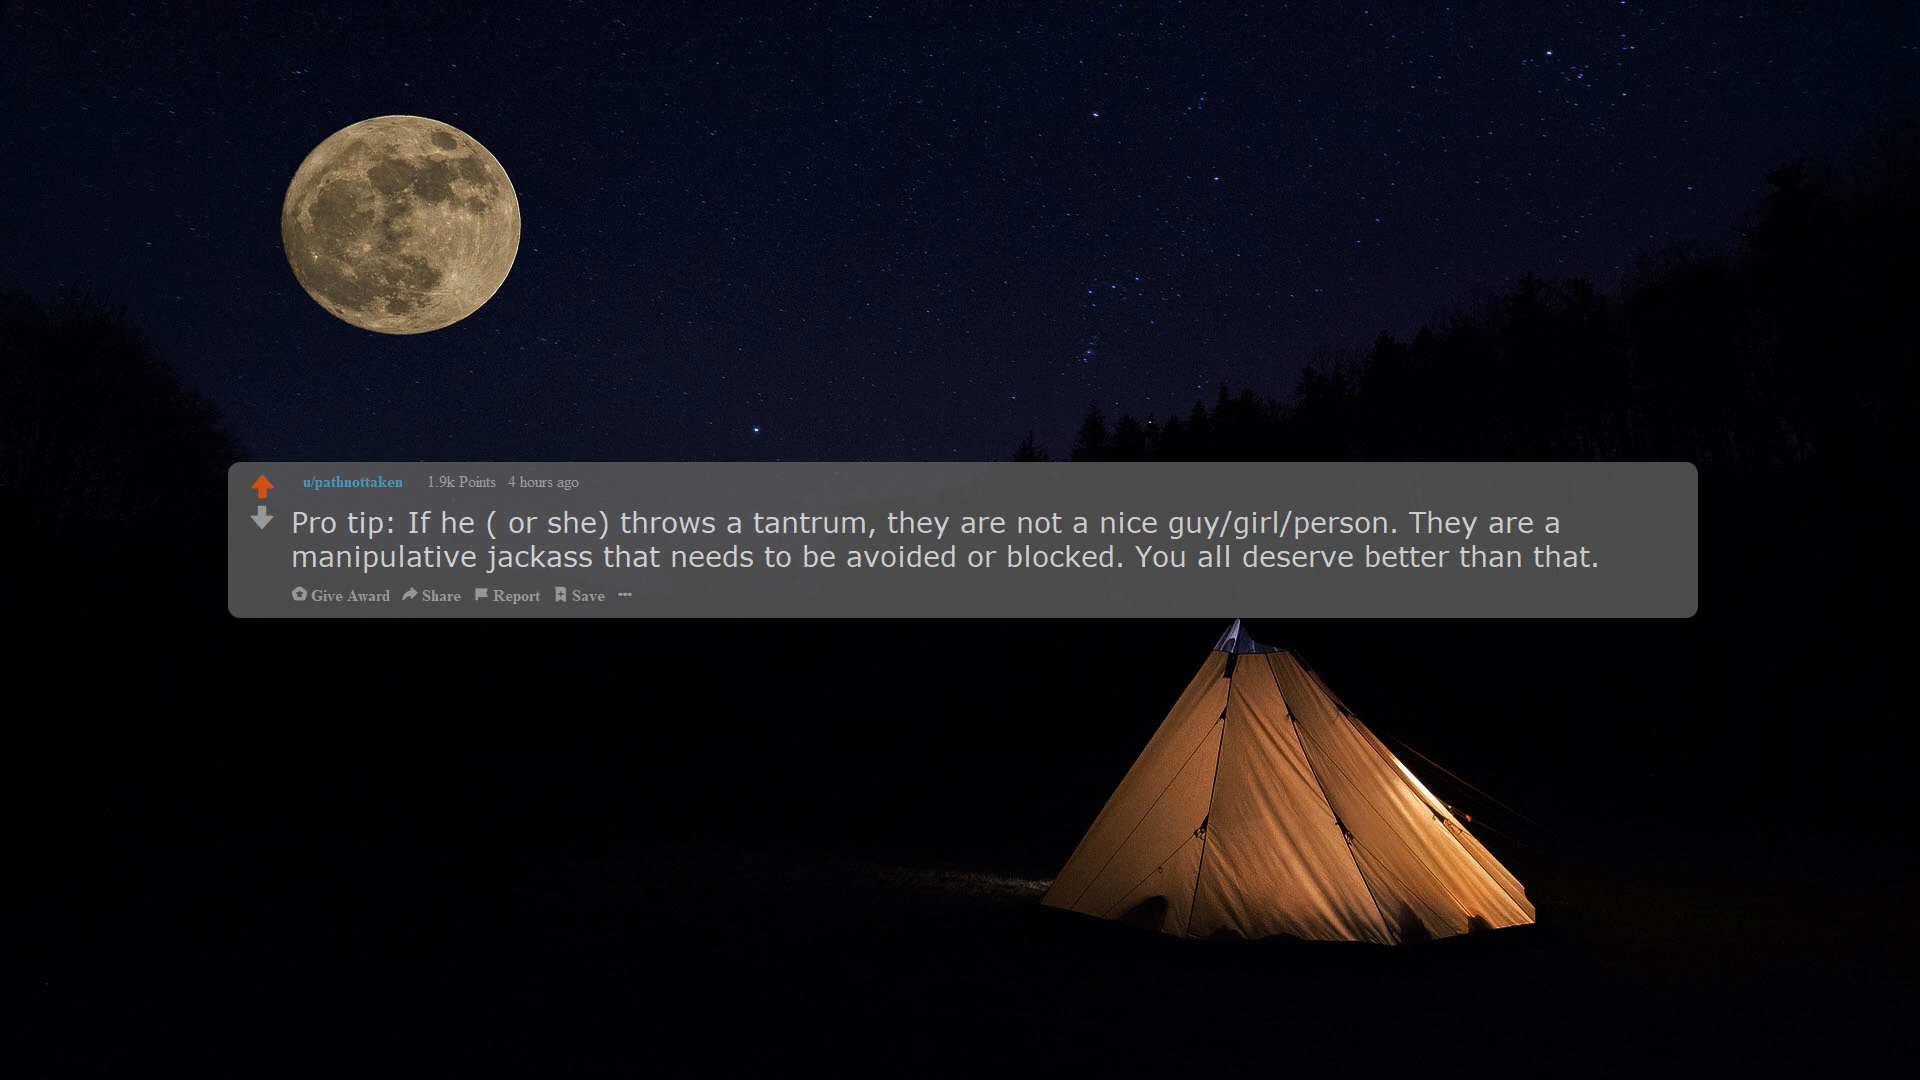 u/pathnottaken 1.9k Points 4 hours ago
Pro tip: If he ( or she) throws a tantrum, they are not a nice guy/girl/person. They are a
manipulative jackass that needs to be avoided or blocked. You all deserve better than that.
Give Award Share Report Save ···